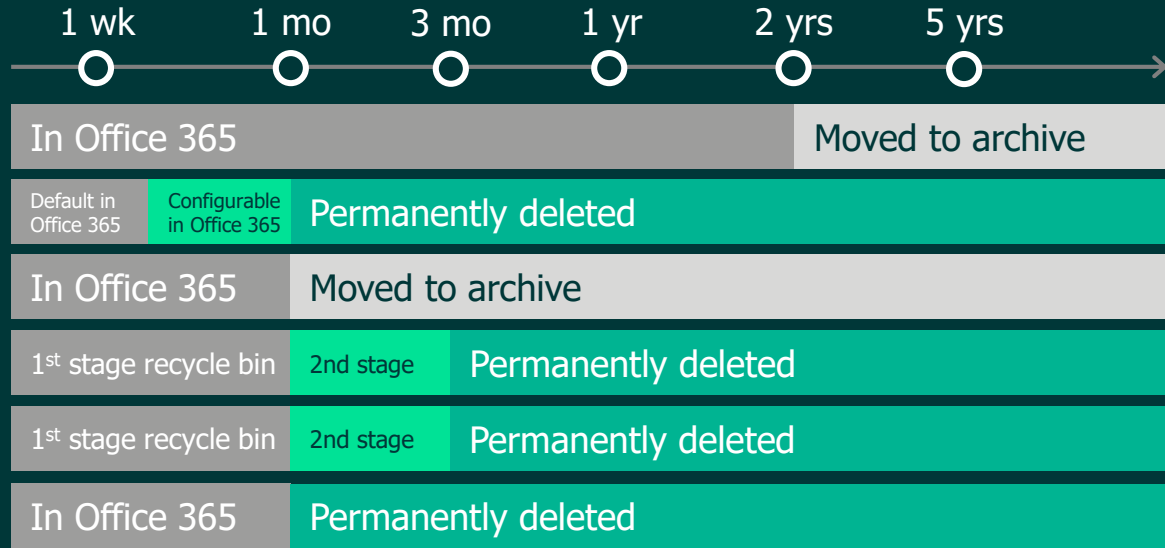 1 wk 1 mo 3 mo 1 yr 2 yrs 5 yrs
In Office 365 Moved to archive
Default in Configurable
Office 365 in Office 365
Permanently deleted
In Office 365 Moved to archive
1st stage recycle bin 2nd stage Permanently deleted
1st stage recycle bin 2nd stage Permanently deleted
In Office 365 Permanently deleted